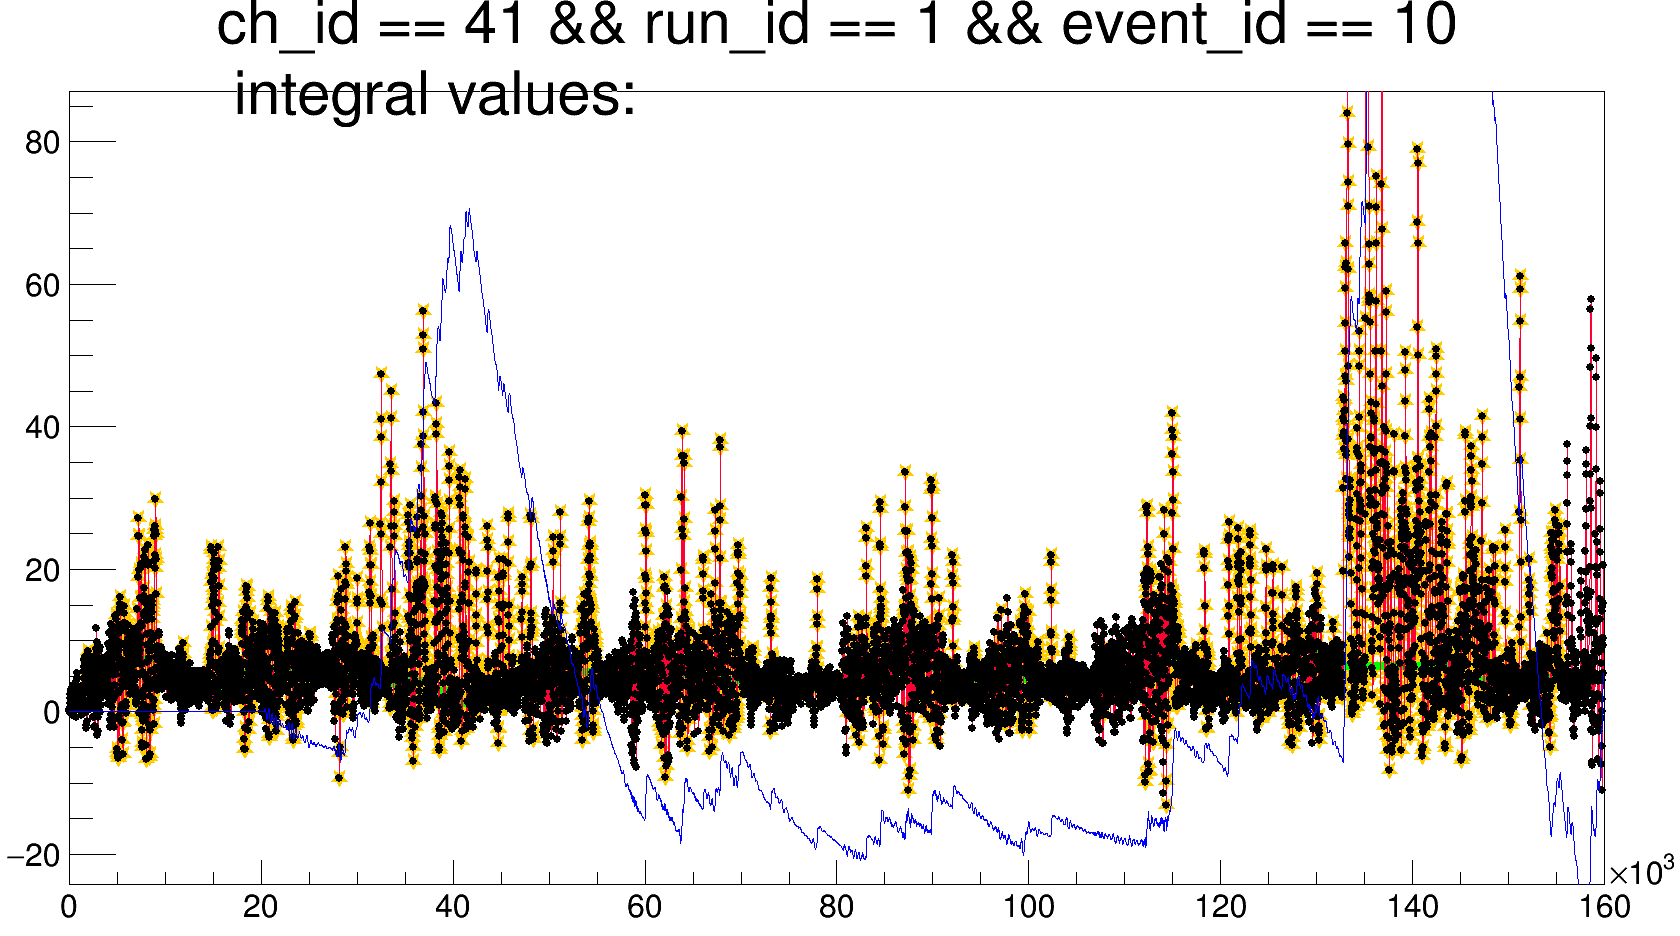 ch_id == 41 && run_id == 1 && event_id == 10
integral values:
80
60
40
20
0
−20
0 20 40 60 80 100 120 140 160
×10³